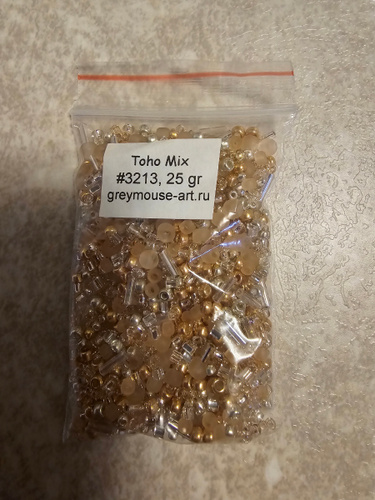 Toho Mix
#3213, 25 gr
greymouse-art.ru